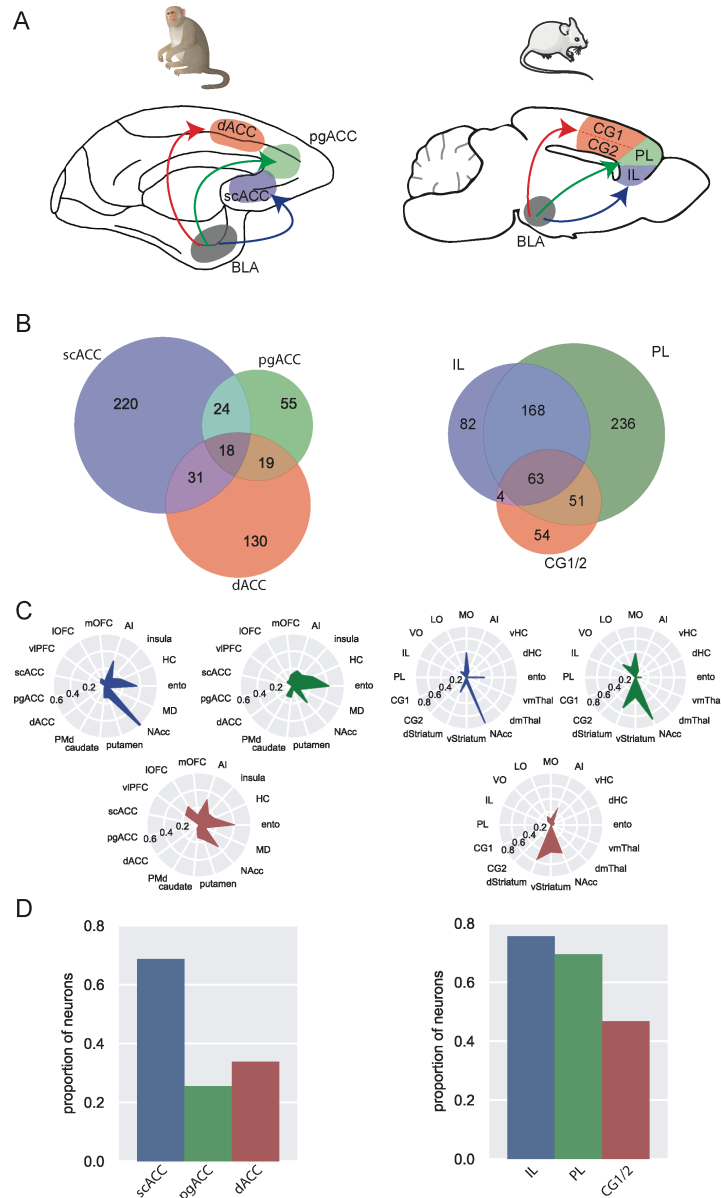 A
dACC
pgACC
scACC
BLA
CG1
CG2
PL
IL
BLA
B
scACC
pgACC
220
24
55
18
31
19
130
dACC
IL
PL
82
168
236
63
4
51
54
CG1/2
C
mOFC
AI
insula
HC
ento
MD
NAcc
putamen
caudate
PMd
dACC
pgACC
scACC
vlPFC
lOFC
0.6 0.4 0.2
mOFC
AI
insula
HC
ento
MD
NAcc
putamen
caudate
PMd
dACC
pgACC
scACC
vlPFC
lOFC
0.6 0.4 0.2
MO
AI
vHC
dHC
ento
vmThal
dmThal
NAcc
vStriatum
dStriatum
CG2
CG1
PL
IL
VO
LO
0.8 0.6 0.4 0.2
MO
AI
vHC
dHC
ento
vmTha
dmThal
NAcc
vStriatum
dStriatum
CG2
CG1
PL
IL
VO
LO
0.8 0.6 0.4 0.2
mOFC
AI
insula
HC
ento
MD
NAcc
putamen
caudate
PMd
dACC
pgACC
scACC
vlPFC
lOFC
0.6 0.4 0.2
MO
AI
vHC
dHC
ento
vmThal
dmThal
NAcc
vStriatum
dStriatum
CG2
CG1
PL
IL
VO
LO
0.8 0.6 0.4 0.2
D
proportion of neurons
0.8
0.6
0.4
0.2
0.0
scACC
pgACC
dACC
proportion of neurons
0.8
0.6
0.4
0.2
0.0
IL
PL
CG1/2